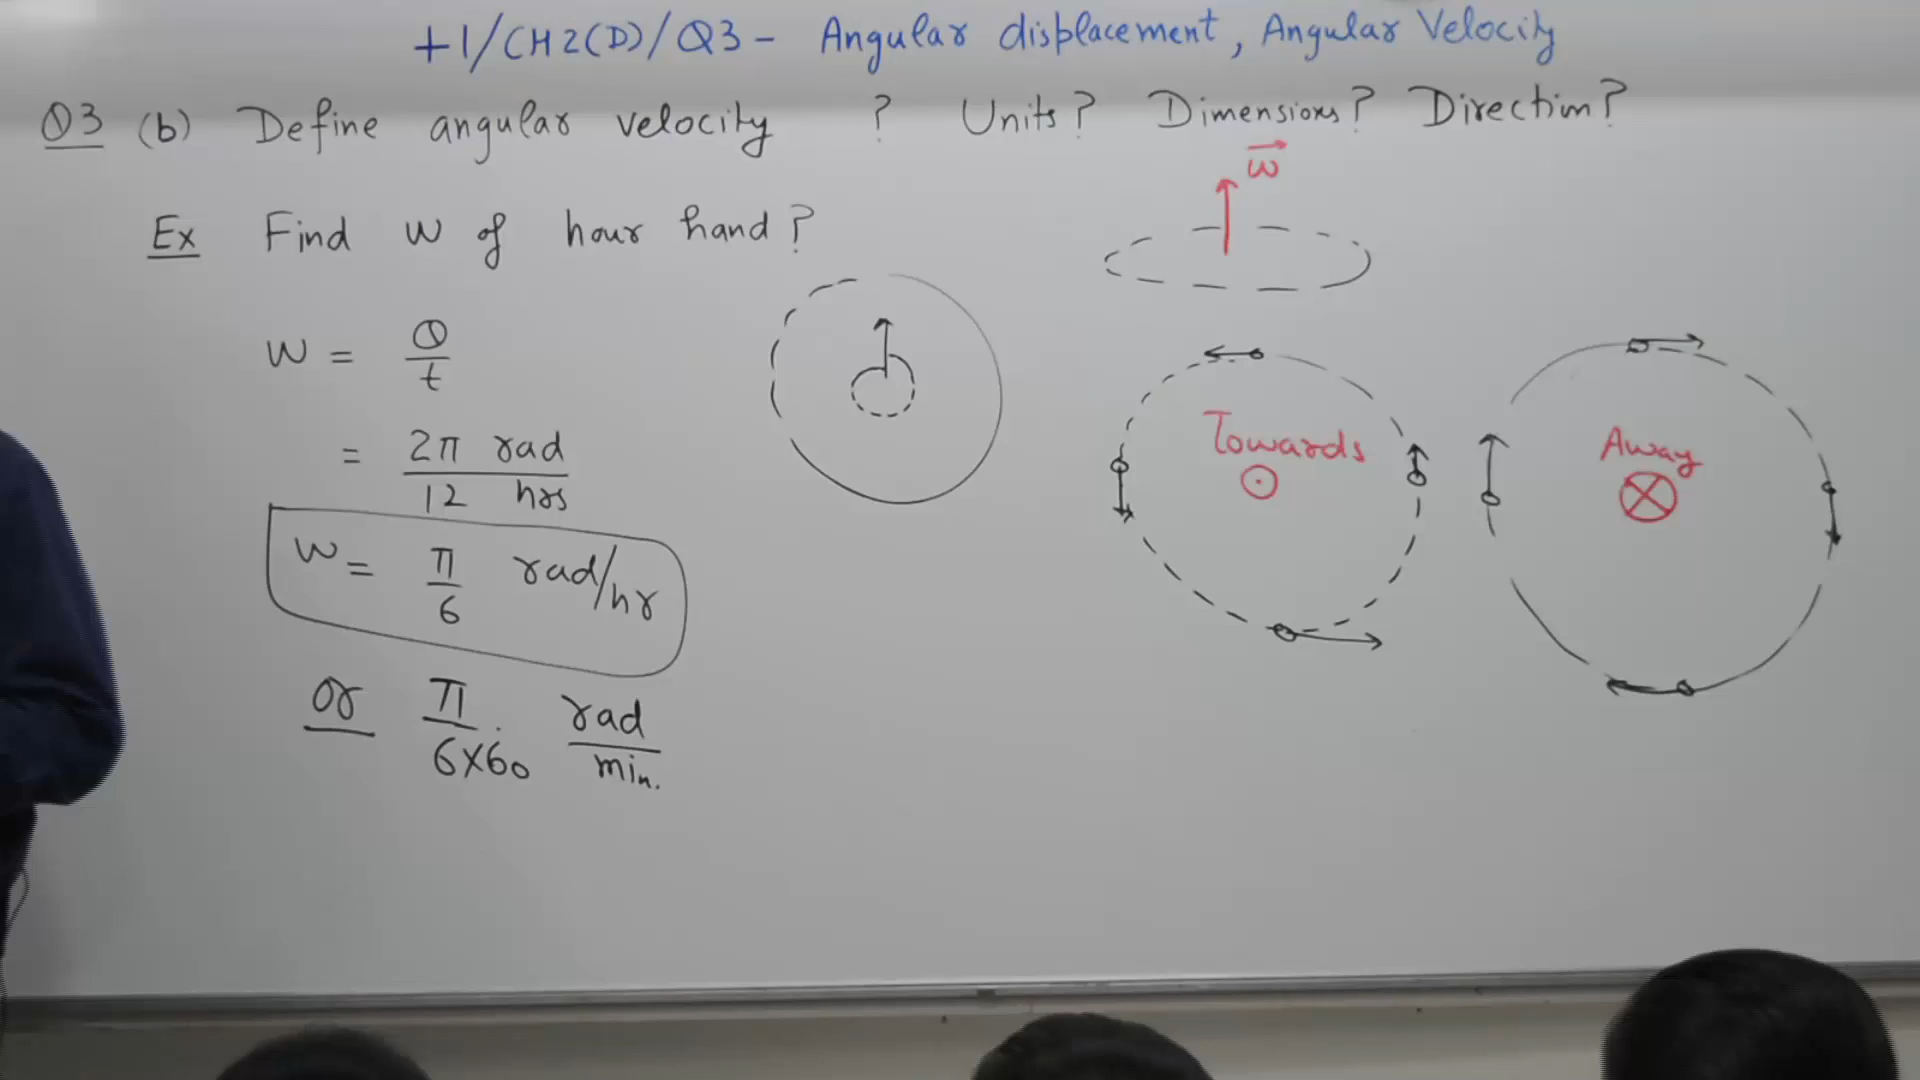 +1/CH2(D)/Q3 - Angular displacement, Angular Velocity
Q3 (b) Define angular velocity ? Units? Dimensions? Direction?
ω
Ex Find ω of hour hand?
ω = θ/t
= 2π rad / 12 hrs
ω = π/6 rad/hr
or π/6×60 rad/min.
Towards
Away